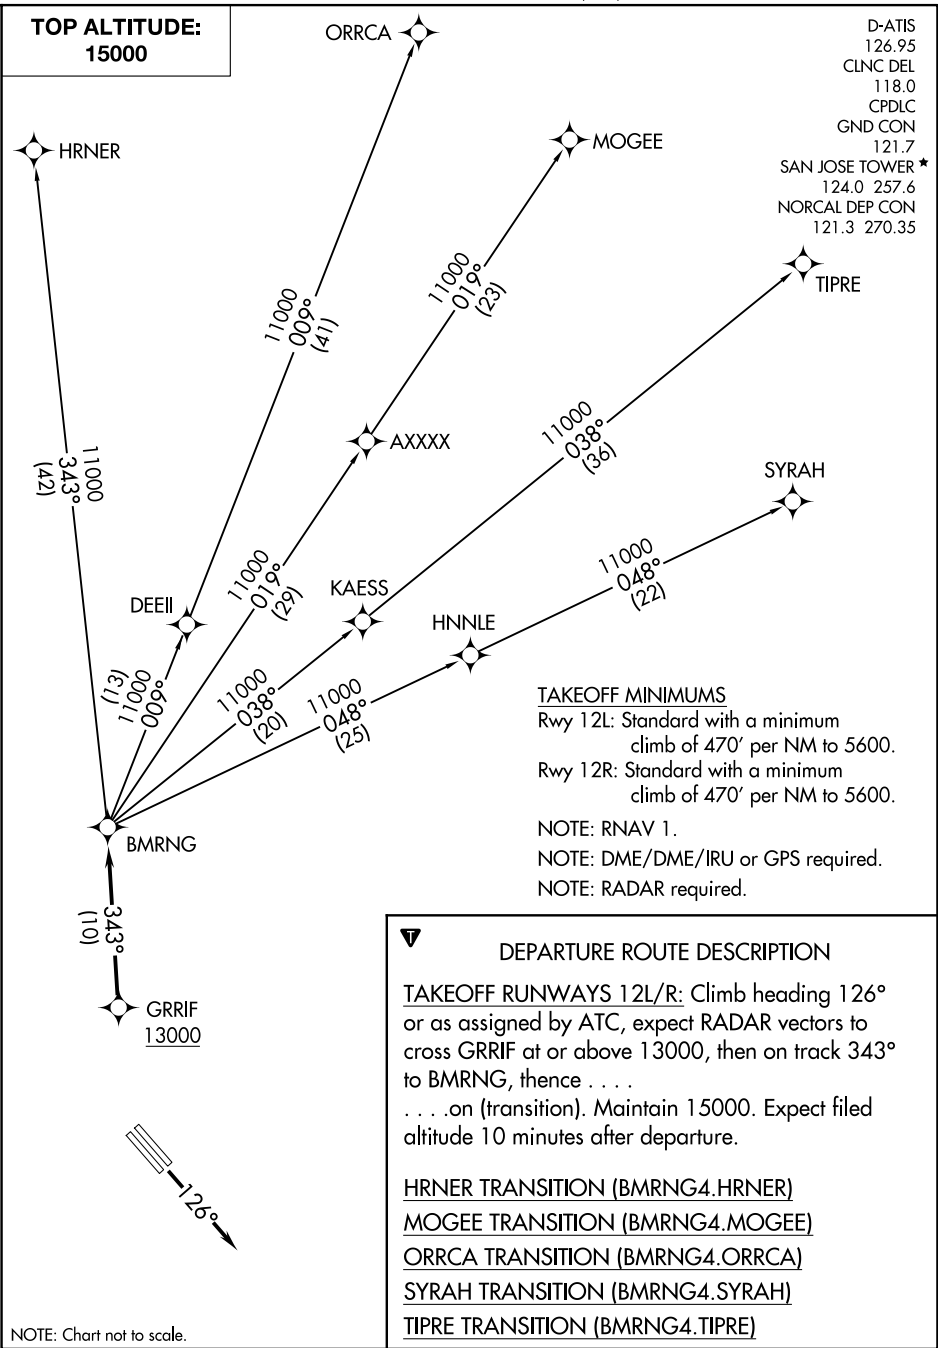 TOP ALTITUDE:
15000
D-ATIS
126.95
CLNC DEL
118.0
CPDLC
GND CON
121.7
SAN JOSE TOWER ★
124.0 257.6
NORCAL DEP CON
121.3 270.35
ORRCA
HRNER
MOGEE
TIPRE
11000
009°
(41)
11000
019°
(23)
11000
343°
(42)
AXXXX
11000
038°
(36)
SYRAH
11000
048°
(22)
DEEII
11000
019°
(29)
KAESS
HNNLE
(13)
11000
009°
11000
038°
(20)
11000
048°
(25)
BMRNG
343°
(10)
GRRIF
13000
126°
TAKEOFF MINIMUMS
Rwy 12L: Standard with a minimum
climb of 470' per NM to 5600.
Rwy 12R: Standard with a minimum
climb of 470' per NM to 5600.
NOTE: RNAV 1.
NOTE: DME/DME/IRU or GPS required.
NOTE: RADAR required.
T
DEPARTURE ROUTE DESCRIPTION
TAKEOFF RUNWAYS 12L/R: Climb heading 126°
or as assigned by ATC, expect RADAR vectors to
cross GRRIF at or above 13000, then on track 343°
to BMRNG, thence . . . .
. . . .on (transition). Maintain 15000. Expect filed
altitude 10 minutes after departure.
HRNER TRANSITION (BMRNG4.HRNER)
MOGEE TRANSITION (BMRNG4.MOGEE)
ORRCA TRANSITION (BMRNG4.ORRCA)
SYRAH TRANSITION (BMRNG4.SYRAH)
TIPRE TRANSITION (BMRNG4.TIPRE)
NOTE: Chart not to scale.